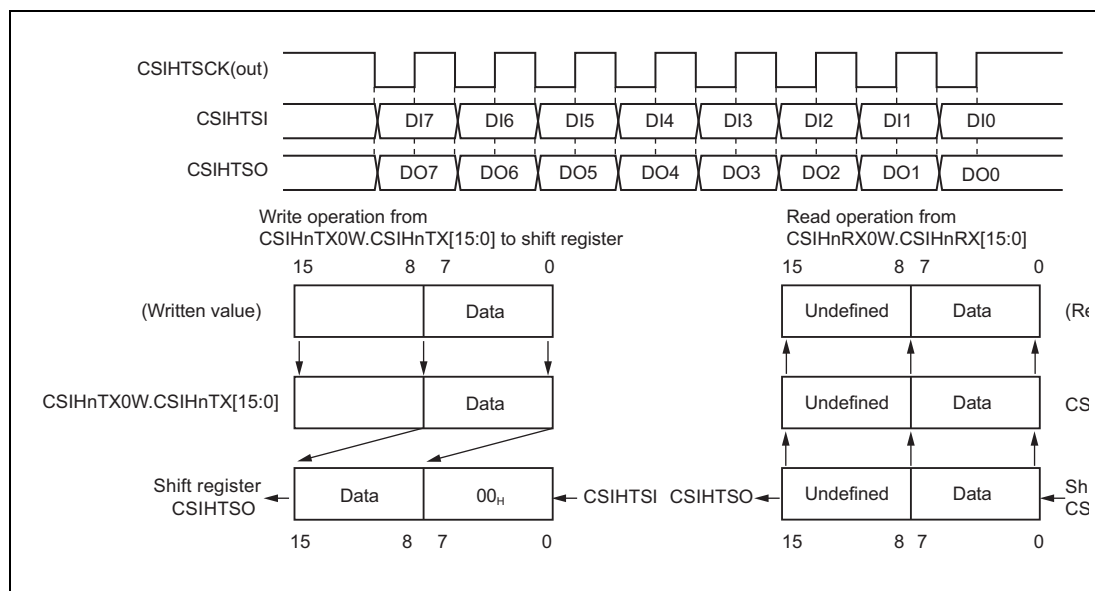 CSIHTSCK(out)
CSIHTSI DI7 DI6 DI5 DI4 DI3 DI2 DI1 DI0
CSIHTSO DO7 DO6 DO5 DO4 DO3 DO2 DO1 DO0
Write operation from
CSIHnTX0W.CSIHnTX[15:0] to shift register
15 8 7 0
(Written value) Data
CSIHnTX0W.CSIHnTX[15:0] Data
Shift register
CSIHTSO Data 00H CSIHTSI
15 8 7 0
Read operation from
CSIHnRX0W.CSIHnRX[15:0]
15 8 7 0
Undefined Data
Undefined Data
CSIHTSO Undefined Data
15 8 7 0